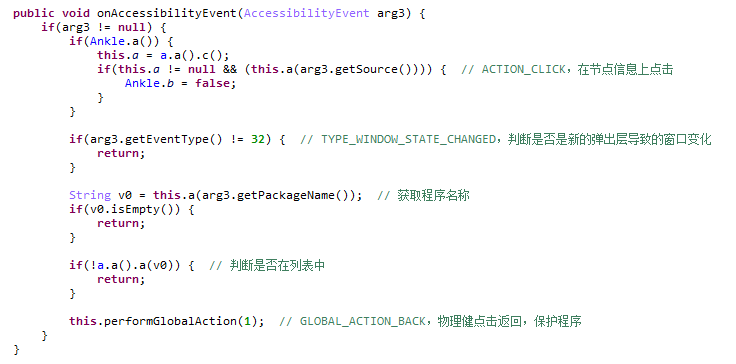 public void onAccessibilityEvent(AccessibilityEvent arg3) {
    if(arg3 != null) {
        if(Ankle.a()) {
            this.a = a.a().c();
            if(this.a != null && (this.a(arg3.getSource()))) {  // ACTION_CLICK，在节点信息上点击
                Ankle.b = false;
            }
        }

        if(arg3.getEventType() != 32) {  // TYPE_WINDOW_STATE_CHANGED，判断是否是新的弹出层导致的窗口变化
            return;
        }

        String v0 = this.a(arg3.getPackageName());  // 获取程序名称
        if(v0.isEmpty()) {
            return;
        }

        if(!a.a().a(v0)) {  // 判断是否在列表中
            return;
        }

        this.performGlobalAction(1);  // GLOBAL_ACTION_BACK，物理健点击返回，保护程序
    }
}